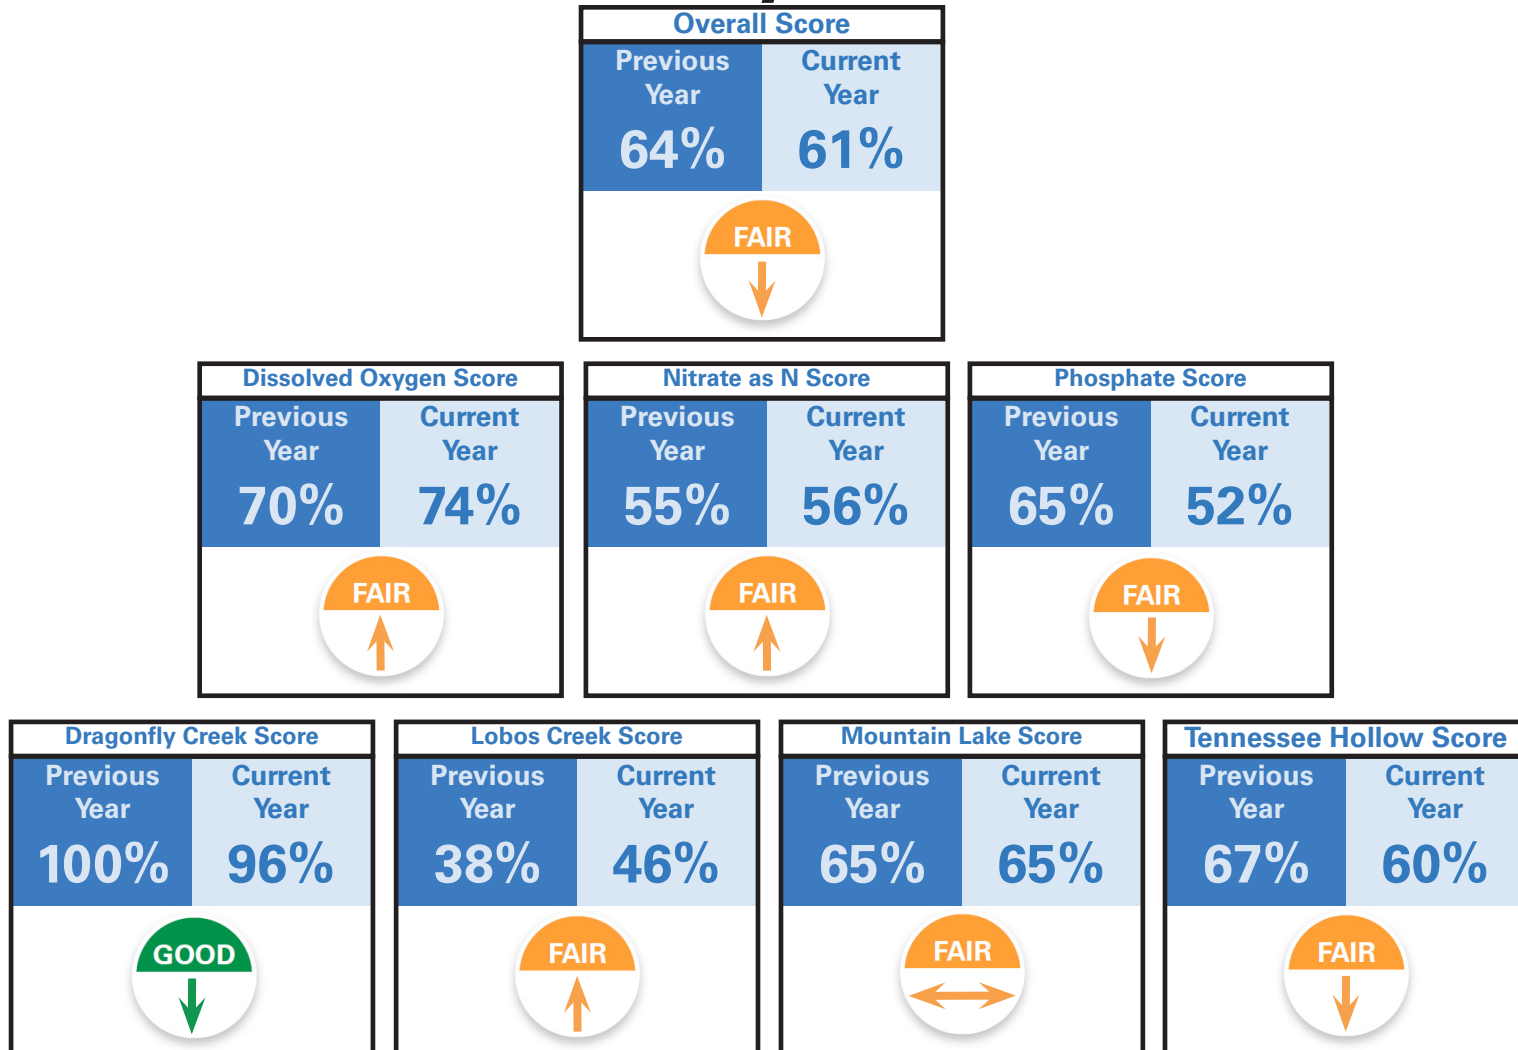 Overall Score
Previous Year
Current Year
64%
61%
FAIR
Dissolved Oxygen Score
Previous Year
Current Year
70%
74%
FAIR
Nitrate as N Score
Previous Year
Current Year
55%
56%
FAIR
Phosphate Score
Previous Year
Current Year
65%
52%
FAIR
Dragonfly Creek Score
Previous Year
Current Year
100%
96%
GOOD
Lobos Creek Score
Previous Year
Current Year
38%
46%
FAIR
Mountain Lake Score
Previous Year
Current Year
65%
65%
FAIR
Tennessee Hollow Score
Previous Year
Current Year
67%
60%
FAIR